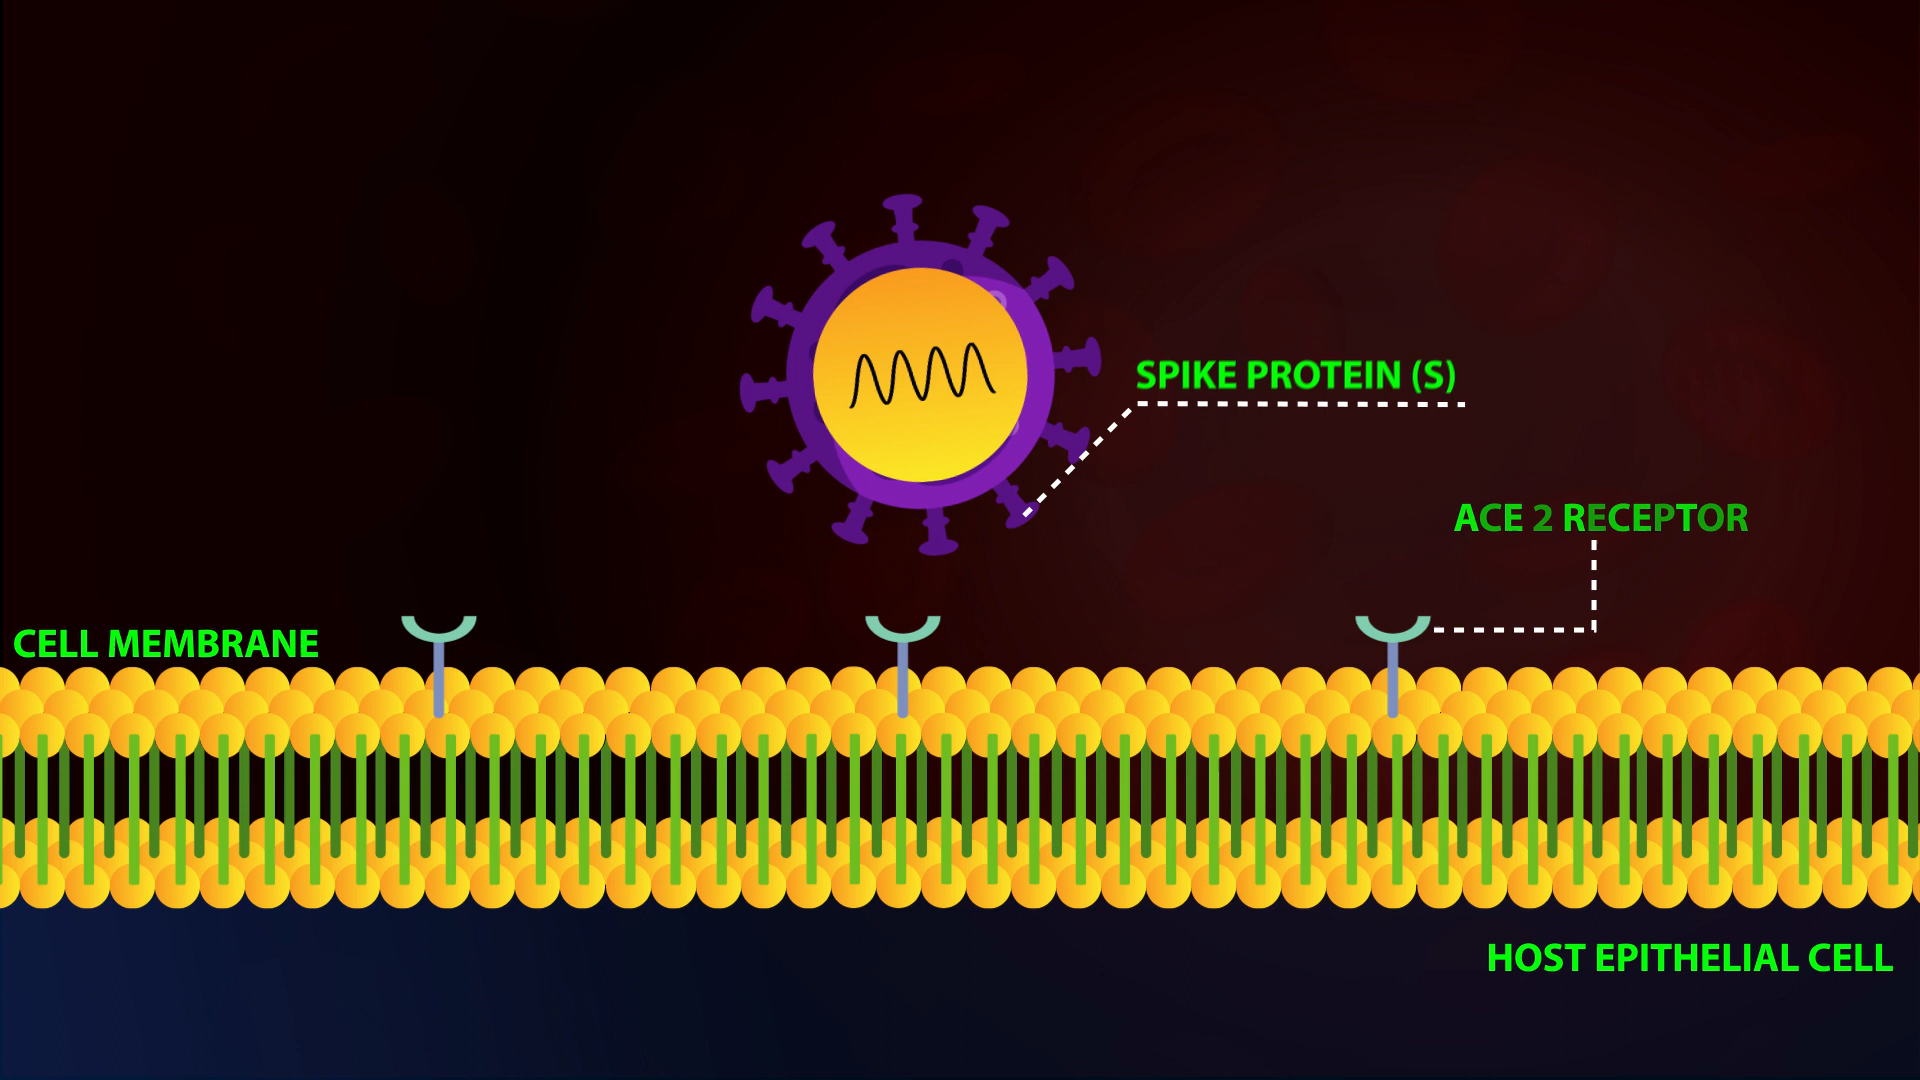 SPIKE PROTEIN (S)
ACE 2 RECEPTOR
CELL MEMBRANE
HOST EPITHELIAL CELL